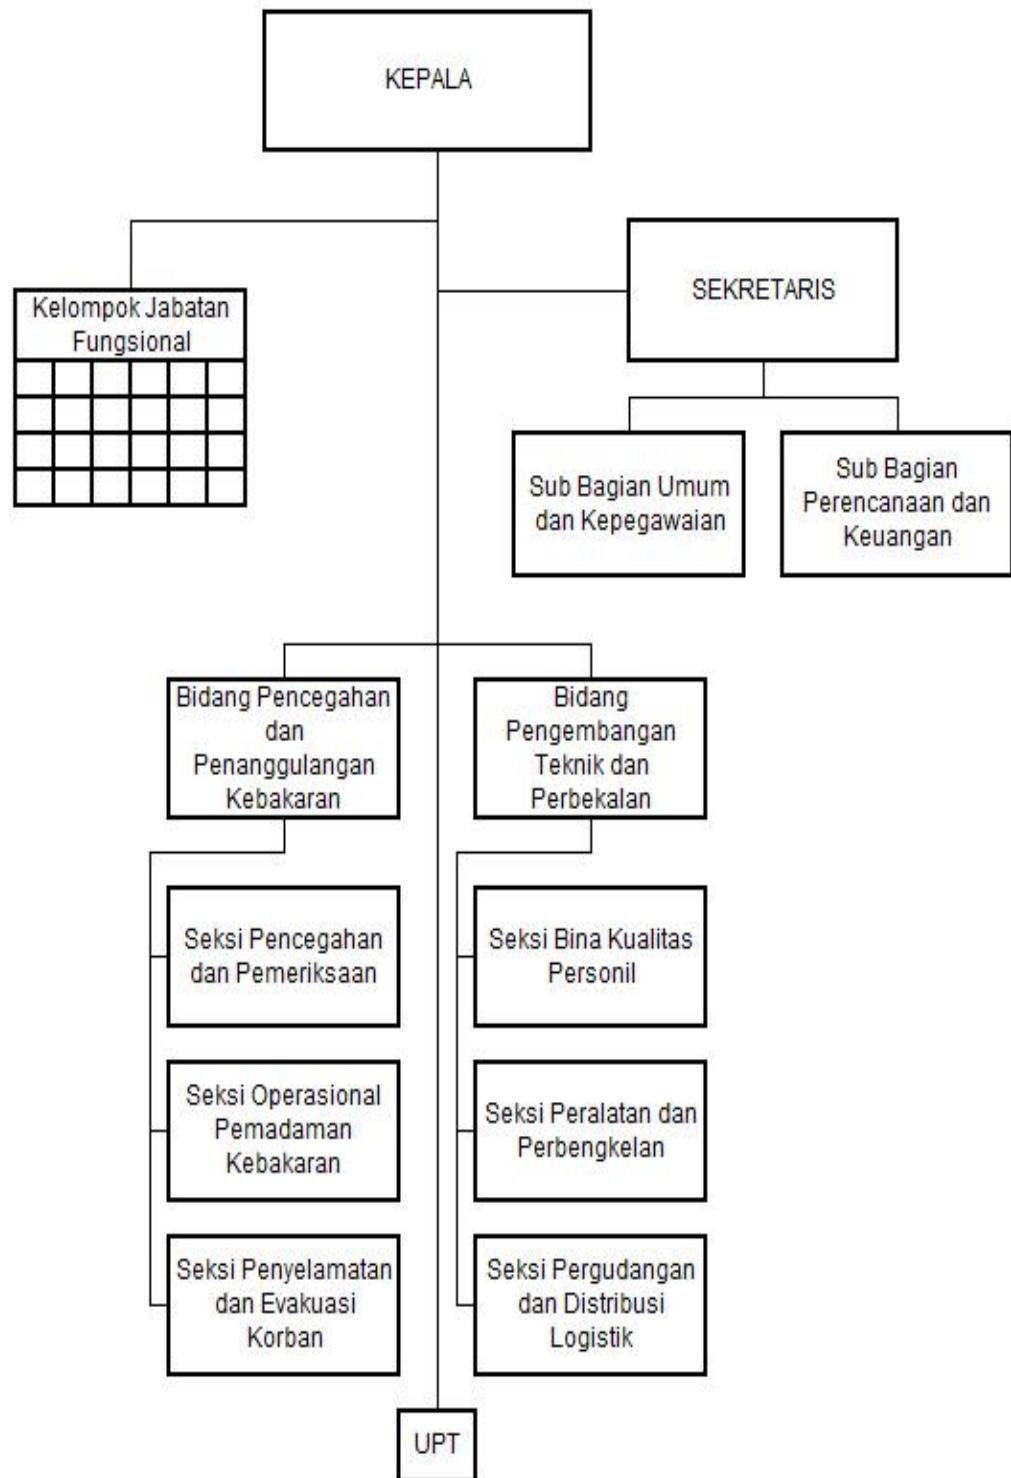 KEPALA
SEKRETARIS
Kelompok Jabatan
Fungsional
Sub Bagian Umum
dan Kepegawaian
Sub Bagian
Perencanaan dan
Keuangan
Bidang Pencegahan
dan
Penanggulangan
Kebakaran
Bidang
Pengembangan
Teknik dan
Perbekalan
Seksi Pencegahan
dan Pemeriksaan
Seksi Bina Kualitas
Personil
Seksi Operasional
Pemadaman
Kebakaran
Seksi Peralatan dan
Perbengkelan
Seksi Penyelamatan
dan Evakuasi
Korban
Seksi Pergudangan
dan Distribusi
Logistik
UPT